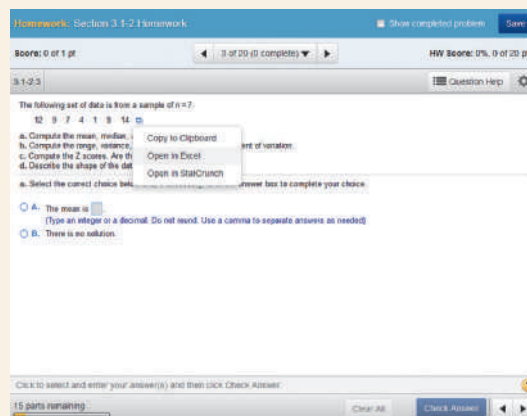 Homework: Section 3.1-2 Homework
Show completed problem
Save
Score: 0 of 1 pt
3 of 20 (0 complete)
HW Score: 0%, 0 of 20 p
3.1-2.3
Question Help
The following set of data is from a sample of n=7.
12 9 7 4 1 8 14
a. Compute the mean, median,
b. Compute the range, variance, ent of variation.
c. Compute the Z scores. Are th
d. Describe the shape of the dat
Copy to Clipboard
Open in Excel
Open in StatCrunch
a. Select the correct choice answer box to complete your choice.
A. The mean is
(Type an integer or a decimal. Do not round. Use a comma to separate answers as needed)
B. There is no solution.
Click to select and enter your answer(s) and then click Check Answer.
15 parts remaining
Clear All
Check Answer